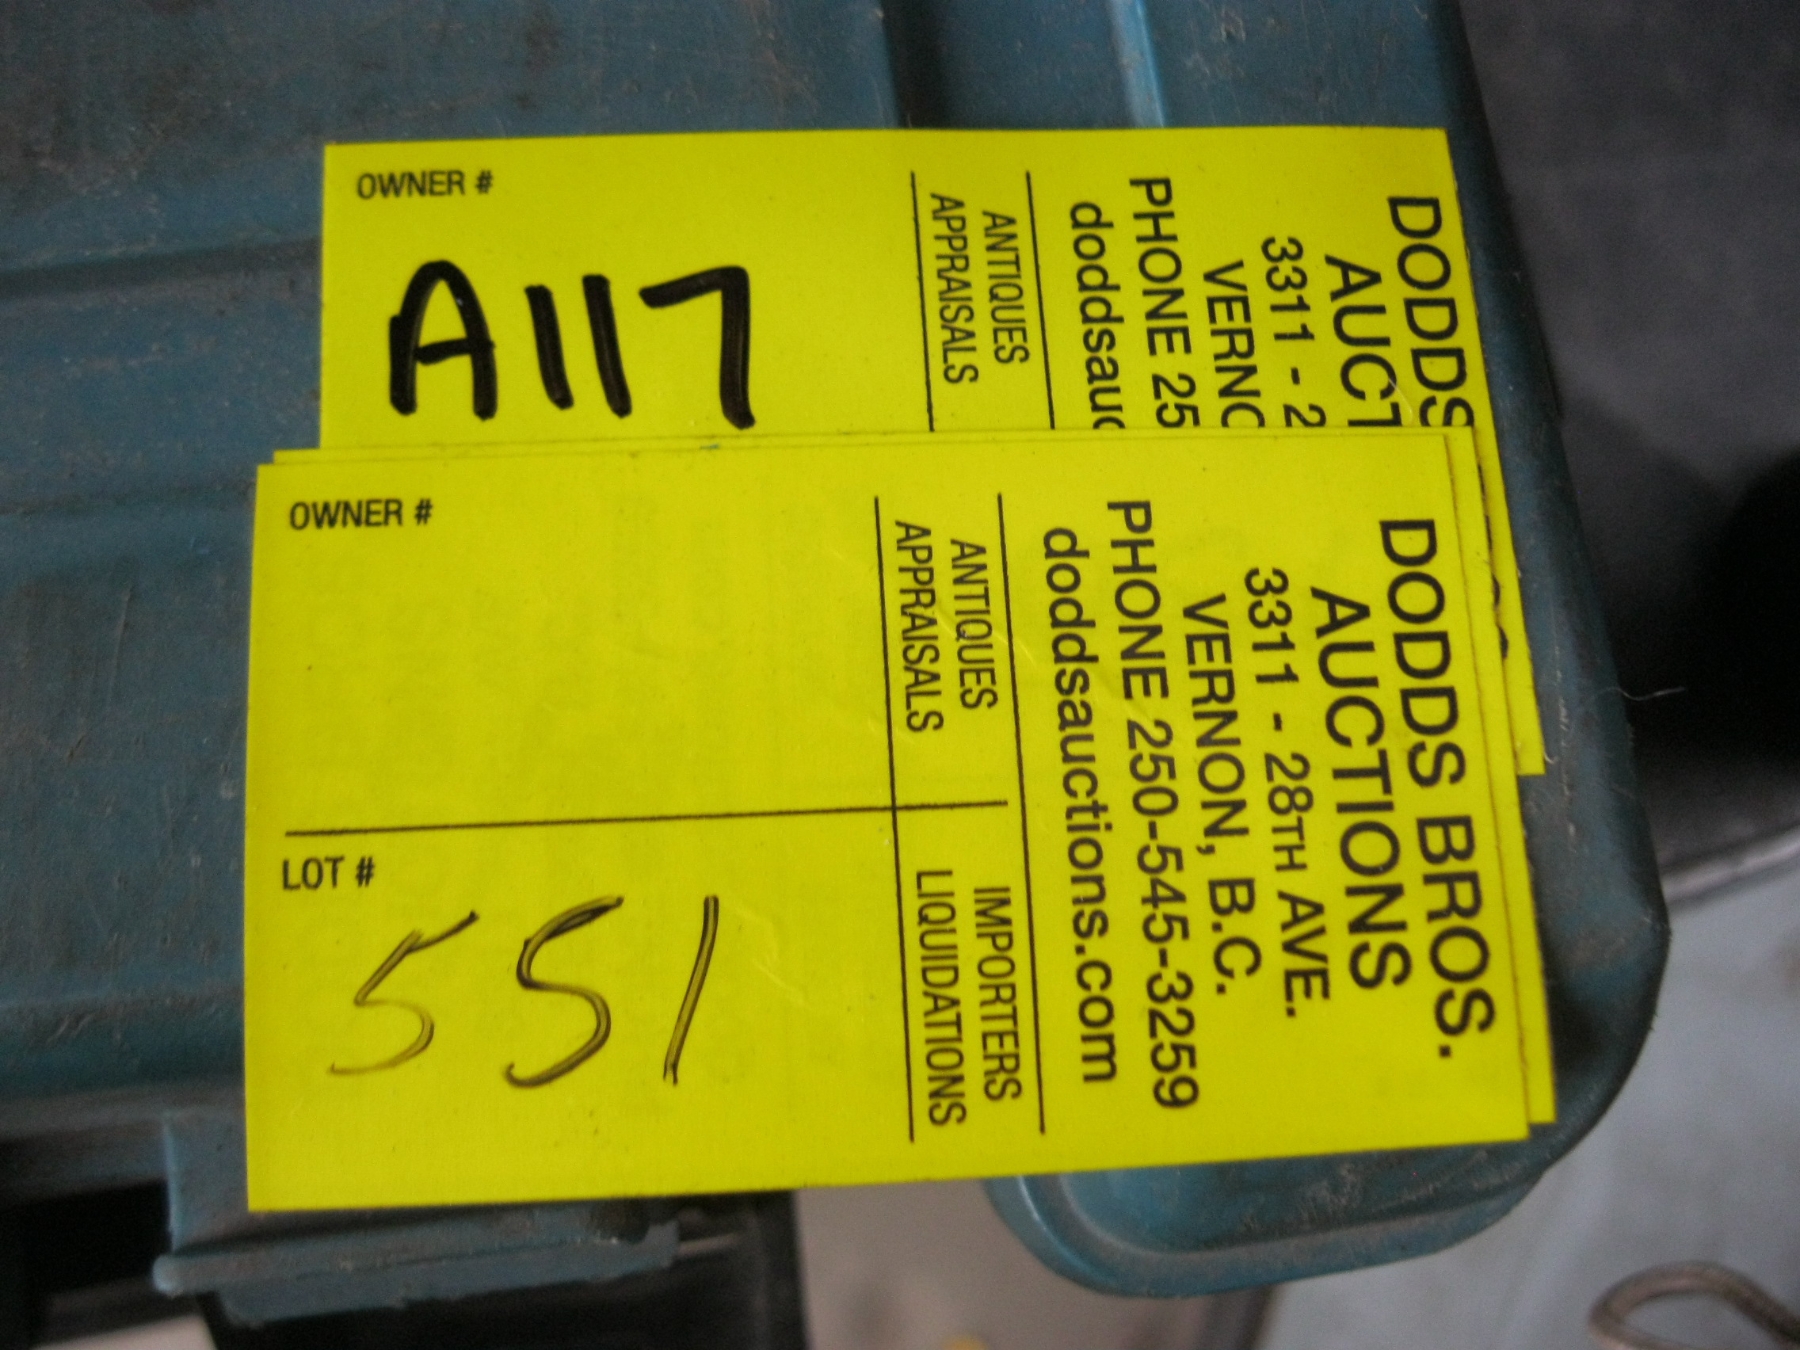 OWNER #
A117
ANTIQUES
APPRAISALS
DODDS
AUCT
3311 - 2
VERNO
PHONE 25
doddsauc
OWNER #
LOT #
551
ANTIQUES IMPORTERS
APPRAISALS LIQUIDATIONS
DODDS BROS.
AUCTIONS
3311 - 28TH AVE.
VERNON, B.C.
PHONE 250-545-3259
doddsauctions.com